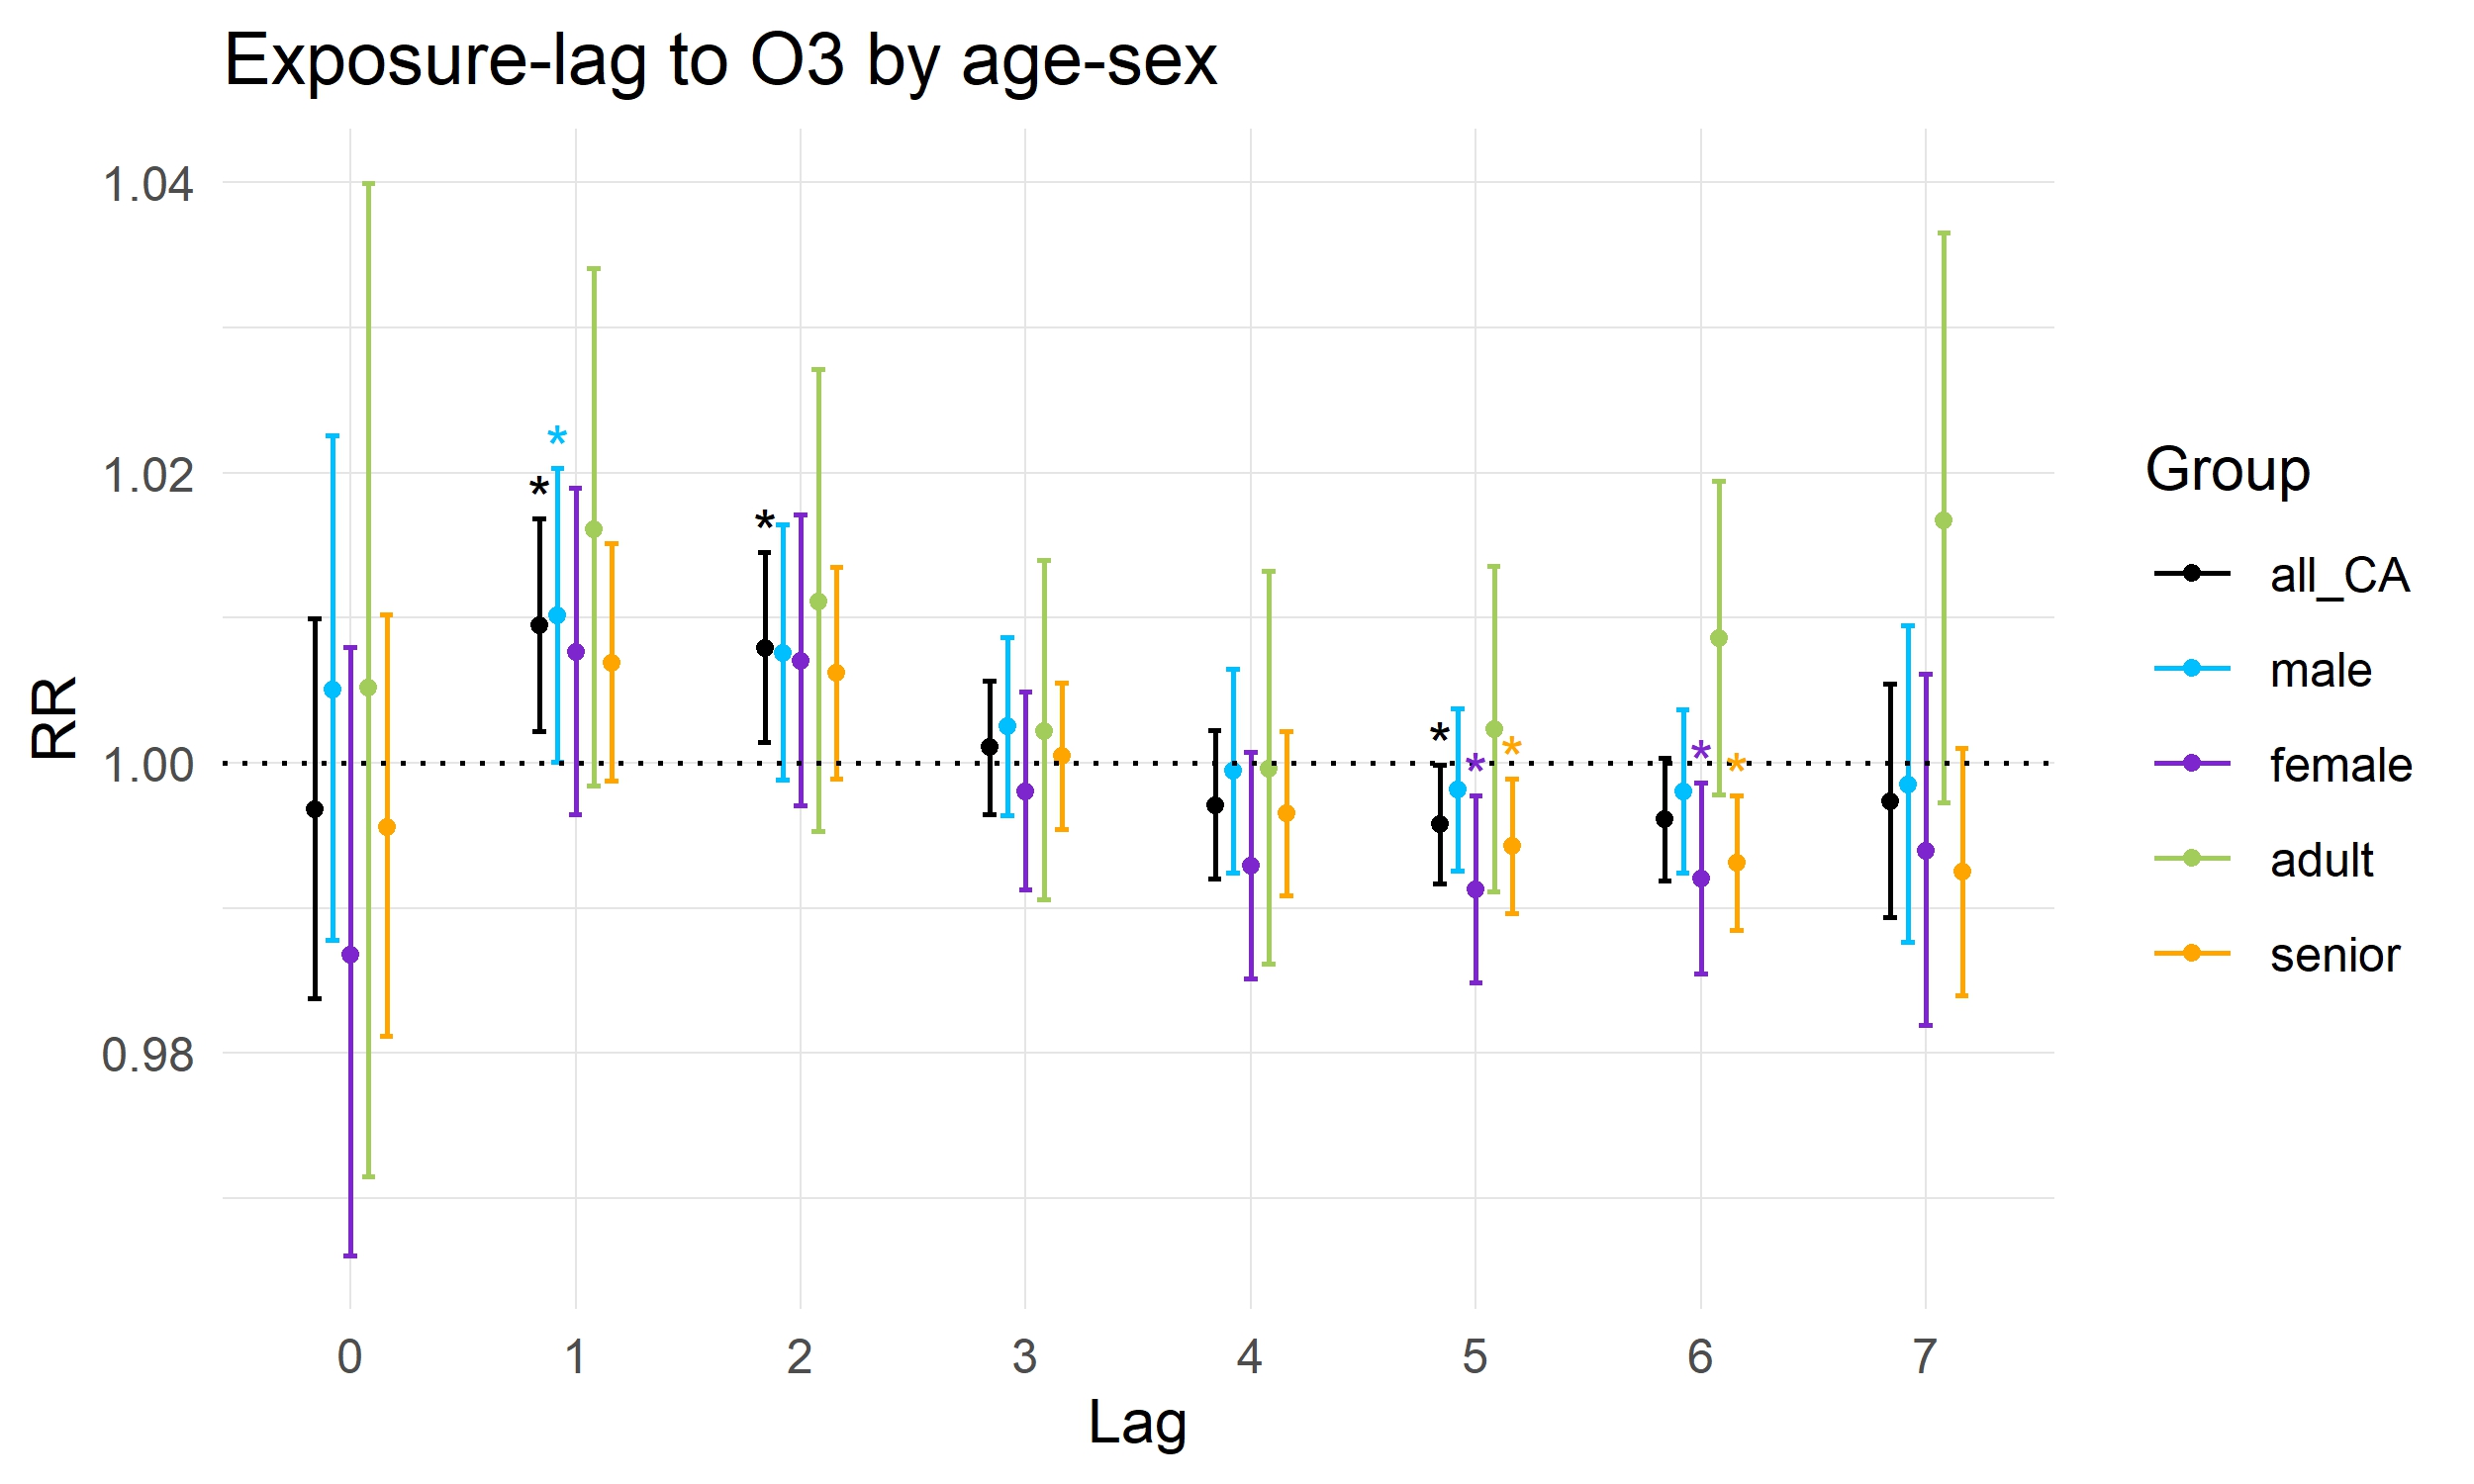 Exposure-lag to O3 by age-sex
1.04
1.02
1.00
0.98
RR
* * * * * * * *
0 1 2 3 4 5 6 7
Lag
Group
all_CA
male
female
adult
senior